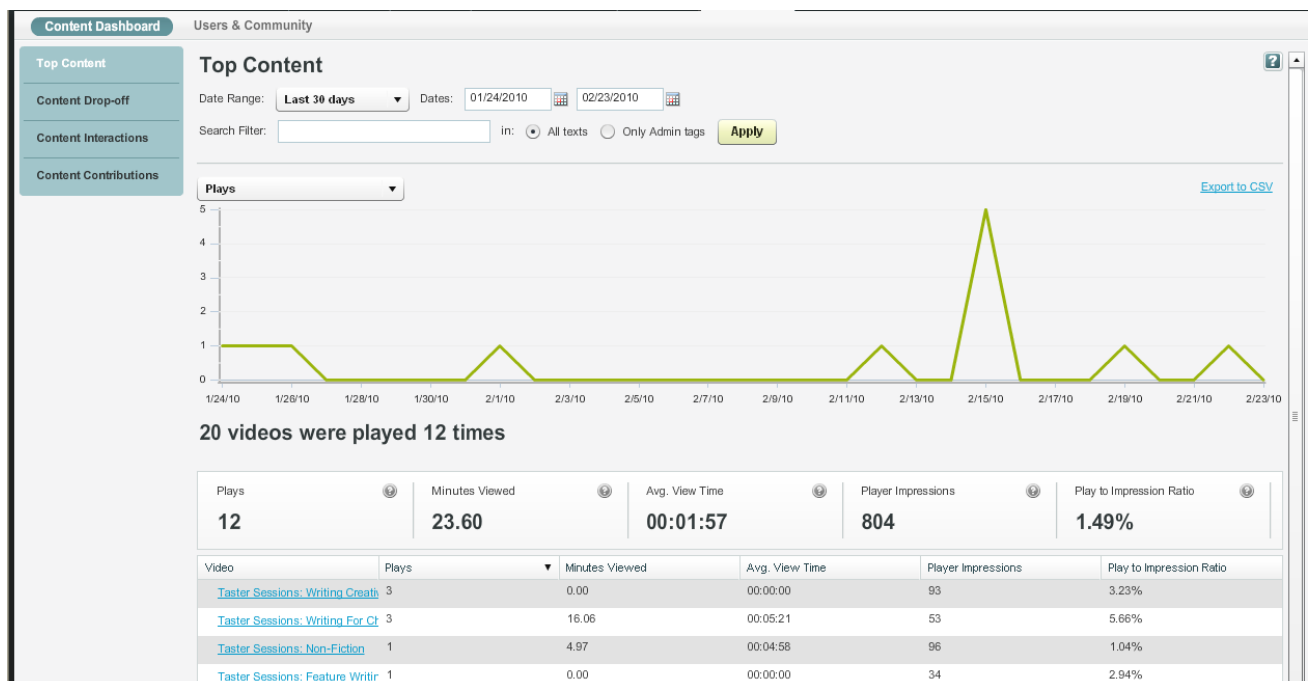 Content Dashboard Users & Community
Top Content
Content Drop-off
Content Interactions
Content Contributions
Top Content
Date Range: Last 30 days Dates: 01/24/2010 02/23/2010
Search Filter: in: All texts Only Admin tags Apply
Plays Export to CSV
5
4
3
2
1
0
1/24/10 1/26/10 1/28/10 1/30/10 2/1/10 2/3/10 2/5/10 2/7/10 2/9/10 2/11/10 2/13/10 2/15/10 2/17/10 2/19/10 2/21/10 2/23/10
20 videos were played 12 times
Plays Minutes Viewed Avg. View Time Player Impressions Play to Impression Ratio
12 23.60 00:01:57 804 1.49%
Video Plays Minutes Viewed Avg. View Time Player Impressions Play to Impression Ratio
Taster Sessions: Writing Creativ 3 0.00 00:00:00 93 3.23%
Taster Sessions: Writing For Ch 3 16.06 00:05:21 53 5.66%
Taster Sessions: Non-Fiction 1 4.97 00:04:58 96 1.04%
Taster Sessions: Feature Writin 1 0.00 00:00:00 34 2.94%